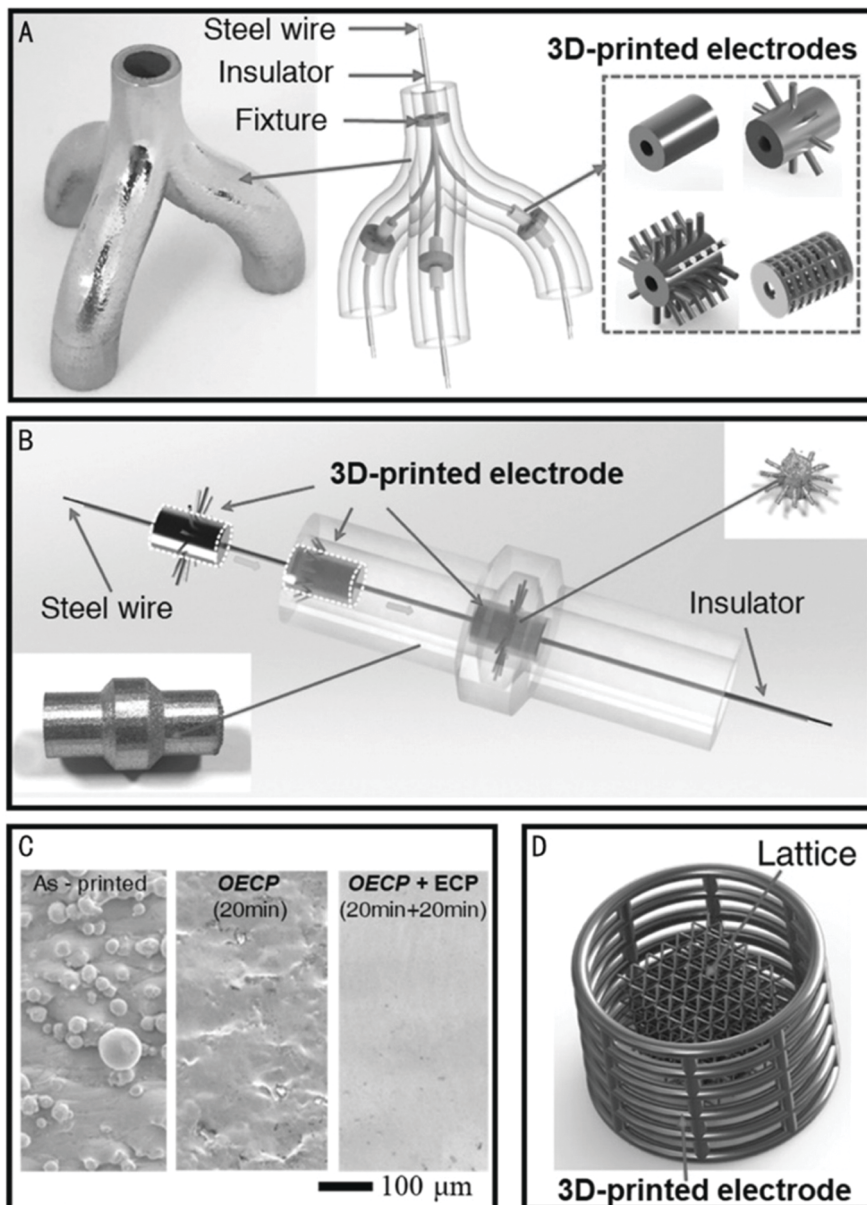 A
Steel wire
Insulator
Fixture
3D-printed electrodes
B
3D-printed electrode
Steel wire
Insulator
C
As - printed
OECP
(20min)
OECP + ECP
(20min+20min)
100 μm
D
Lattice
3D-printed electrode